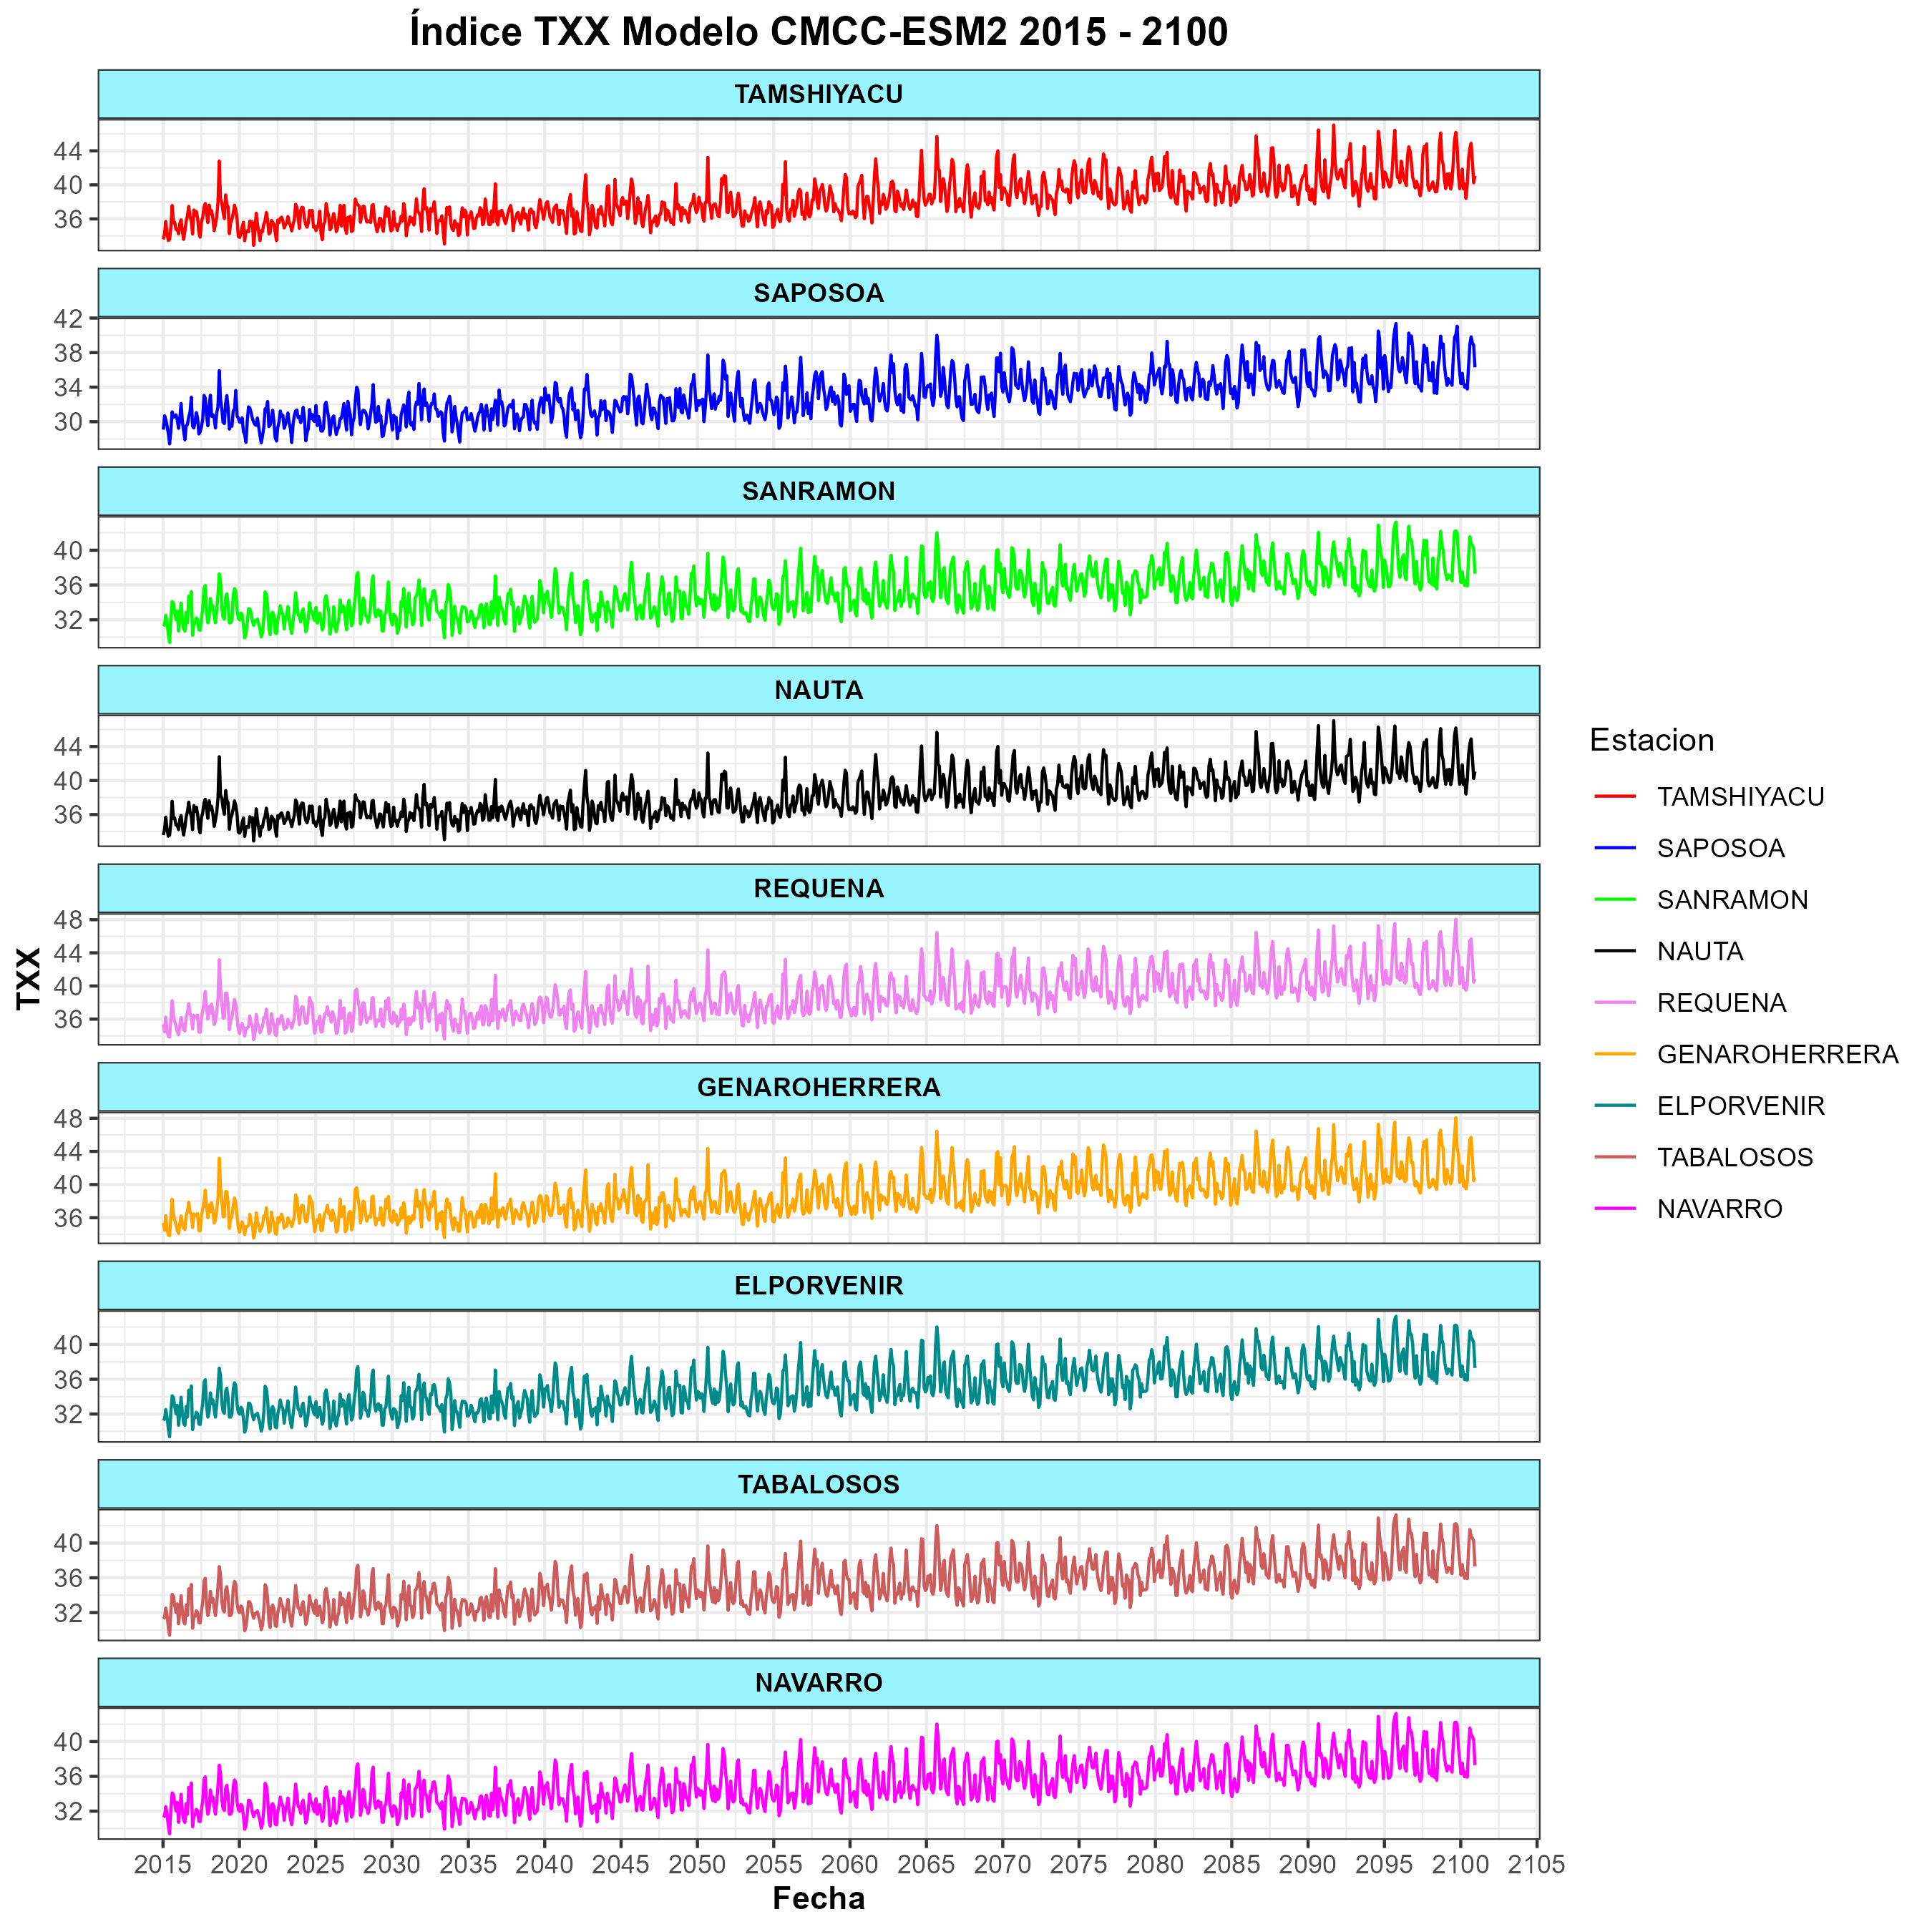 Índice TXX Modelo CMCC-ESM2 2015 - 2100
TAMSHIYACU
44
40
36
SAPOSOA
42
38
34
30
SANRAMON
40
36
32
NAUTA
44
40
36
REQUENA
48
44
40
36
GENAROHERRERA
48
44
40
36
ELPORVENIR
40
36
32
TABALOSOS
40
36
32
NAVARRO
40
36
32
2015 2020 2025 2030 2035 2040 2045 2050 2055 2060 2065 2070 2075 2080 2085 2090 2095 2100 2105
Fecha
TXX
Estacion
TAMSHIYACU
SAPOSOA
SANRAMON
NAUTA
REQUENA
GENAROHERRERA
ELPORVENIR
TABALOSOS
NAVARRO